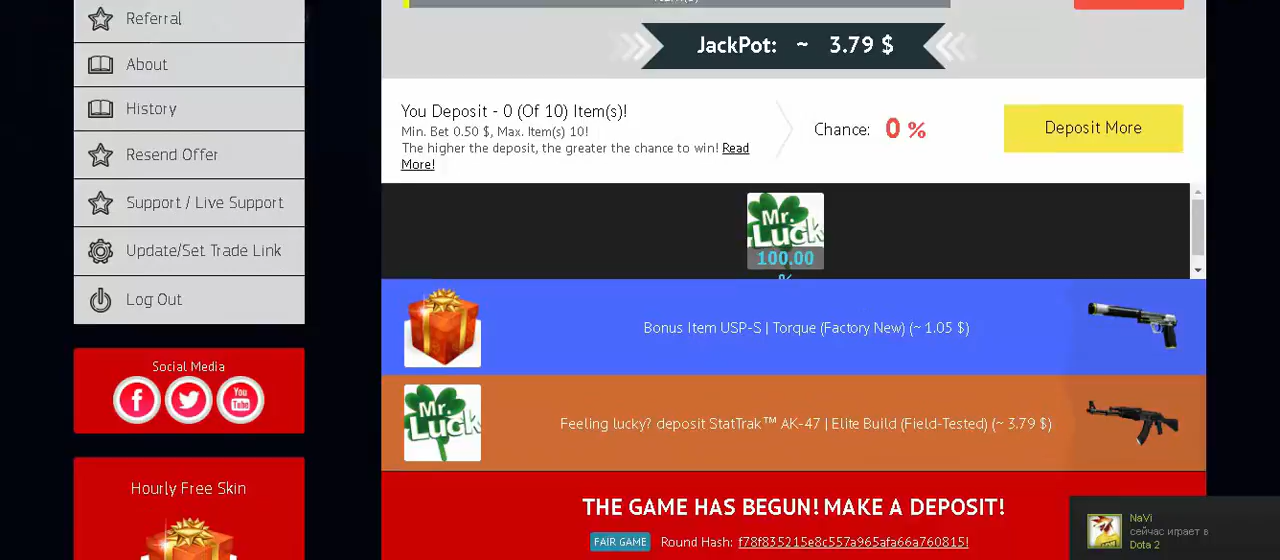 Referral
About
History
Resend Offer
Support / Live Support
Update/Set Trade Link
Log Out
Social Media
You
Tube
Hourly Free Skin
JackPot: ~ 3.79 $
You Deposit - 0 (Of 10) Item(s)!
Min. Bet 0.50 $, Max. Item(s) 10!
The higher the deposit, the greater the chance to win! Read
More!
Chance: 0 %
Deposit More
Mr.
Luck
100.00
%
Bonus Item USP-S | Torque (Factory New) (~ 1.05 $)
Mr.
Luck
Feeling lucky? deposit StatTrak™ AK-47 | Elite Build (Field-Tested) (~ 3.79 $)
THE GAME HAS BEGUN! MAKE A DEPOSIT!
FAIR GAME Round Hash: f78f835215e8c557a965afa66a760815!
NaVi
сейчас играет в
Dota 2